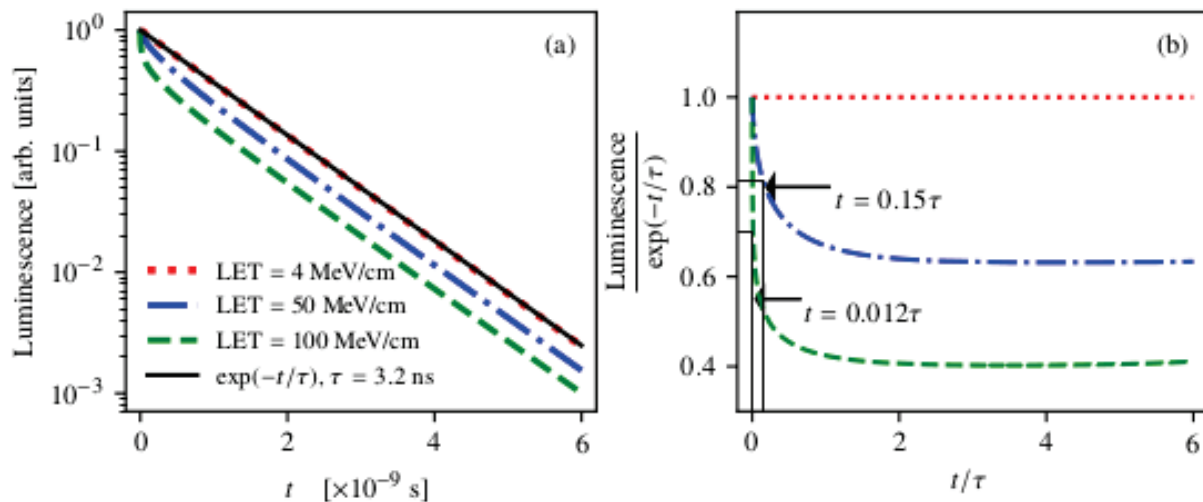 (a)
Luminescence [arb. units]
10⁰
10⁻¹
10⁻²
10⁻³
LET = 4 MeV/cm
LET = 50 MeV/cm
LET = 100 MeV/cm
exp(−t/τ), τ = 3.2 ns
0 2 4 6
t [×10⁻⁹ s]
(b)
Luminescence
exp(−t/τ)
1.0
0.8
0.6
0.4
t = 0.15τ
t = 0.012τ
0 2 4 6
t/τ